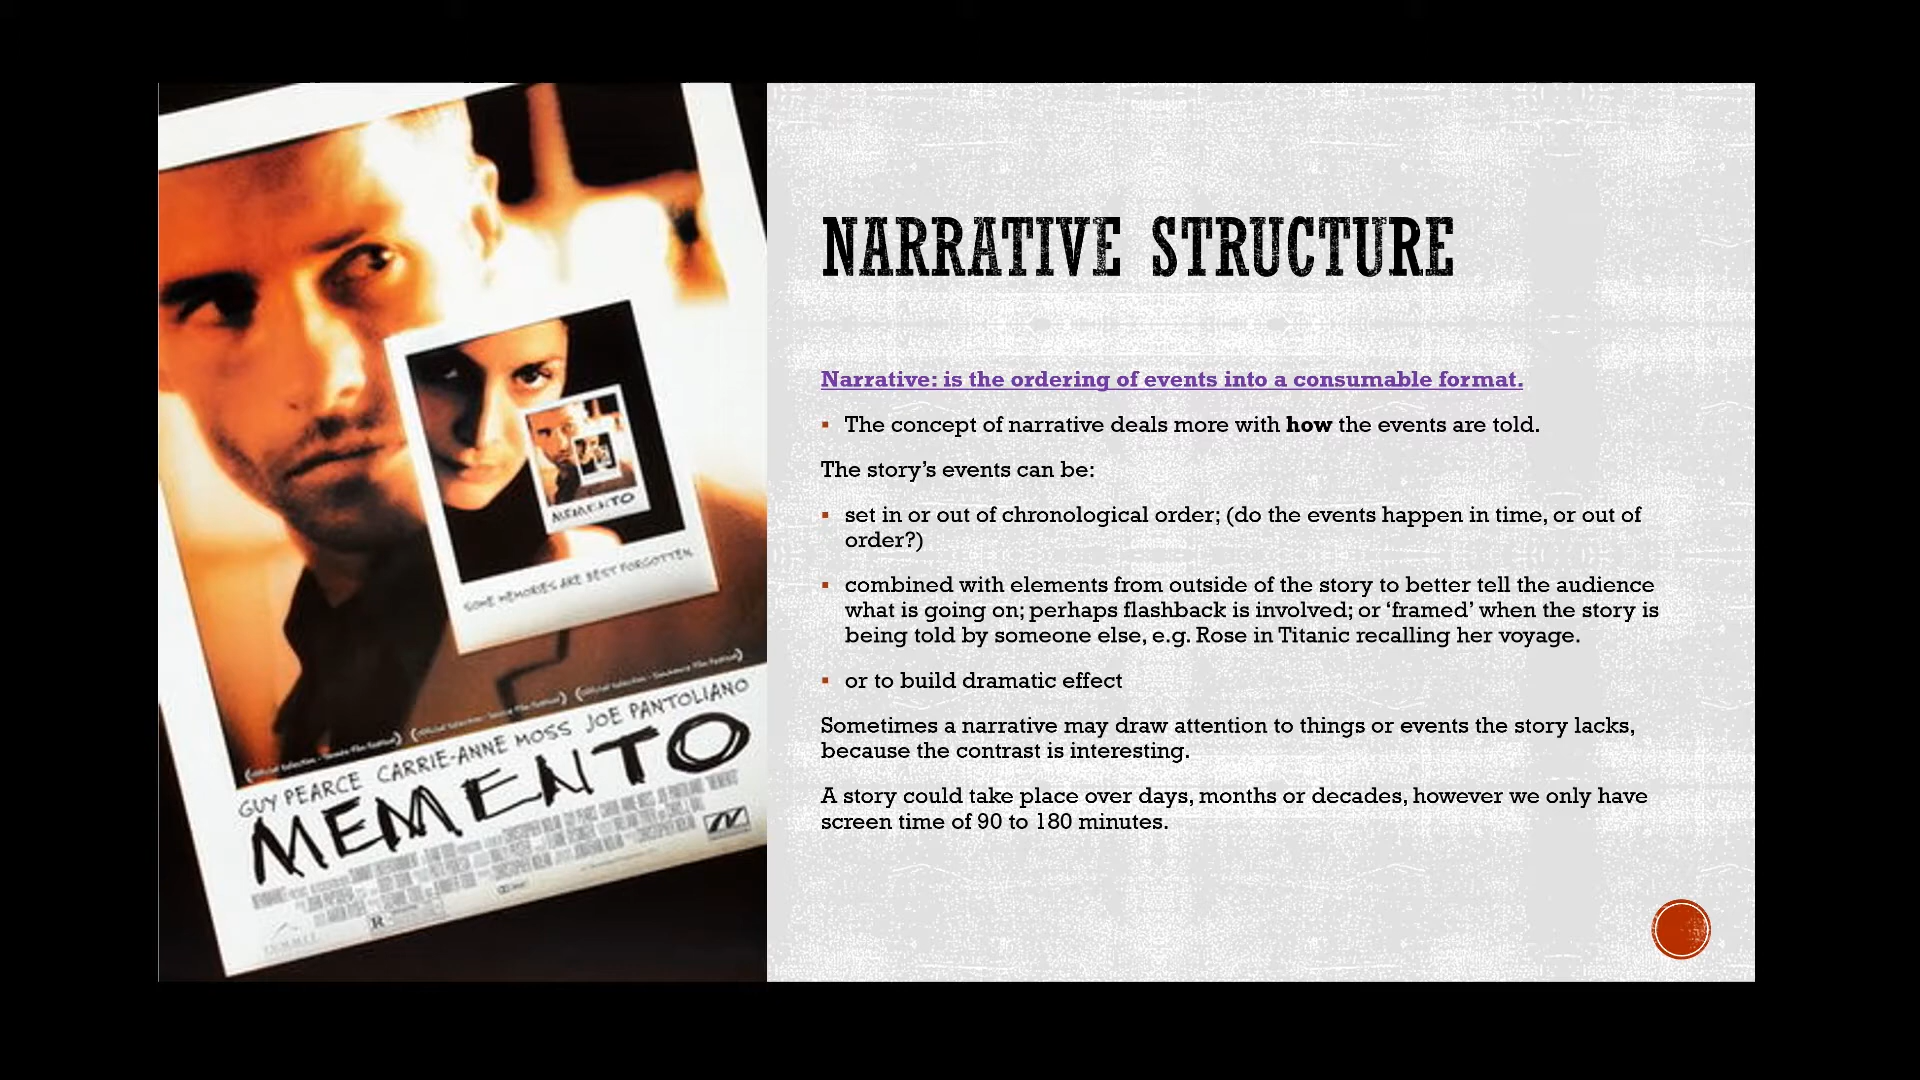 NARRATIVE STRUCTURE
Narrative: is the ordering of events into a consumable format.
▪ The concept of narrative deals more with how the events are told.
The story's events can be:
▪ set in or out of chronological order; (do the events happen in time, or out of
order?)
▪ combined with elements from outside of the story to better tell the audience
what is going on; perhaps flashback is involved; or 'framed' when the story is
being told by someone else, e.g. Rose in Titanic recalling her voyage.
▪ or to build dramatic effect
Sometimes a narrative may draw attention to things or events the story lacks,
because the contrast is interesting.
A story could take place over days, months or decades, however we only have
screen time of 90 to 180 minutes.
MEMENTO
SOME MEMORIES ARE BEST FORGOTTEN.
GUY PEARCE CARRIE-ANNE MOSS JOE PANTOLIANO
MEMENTO
R